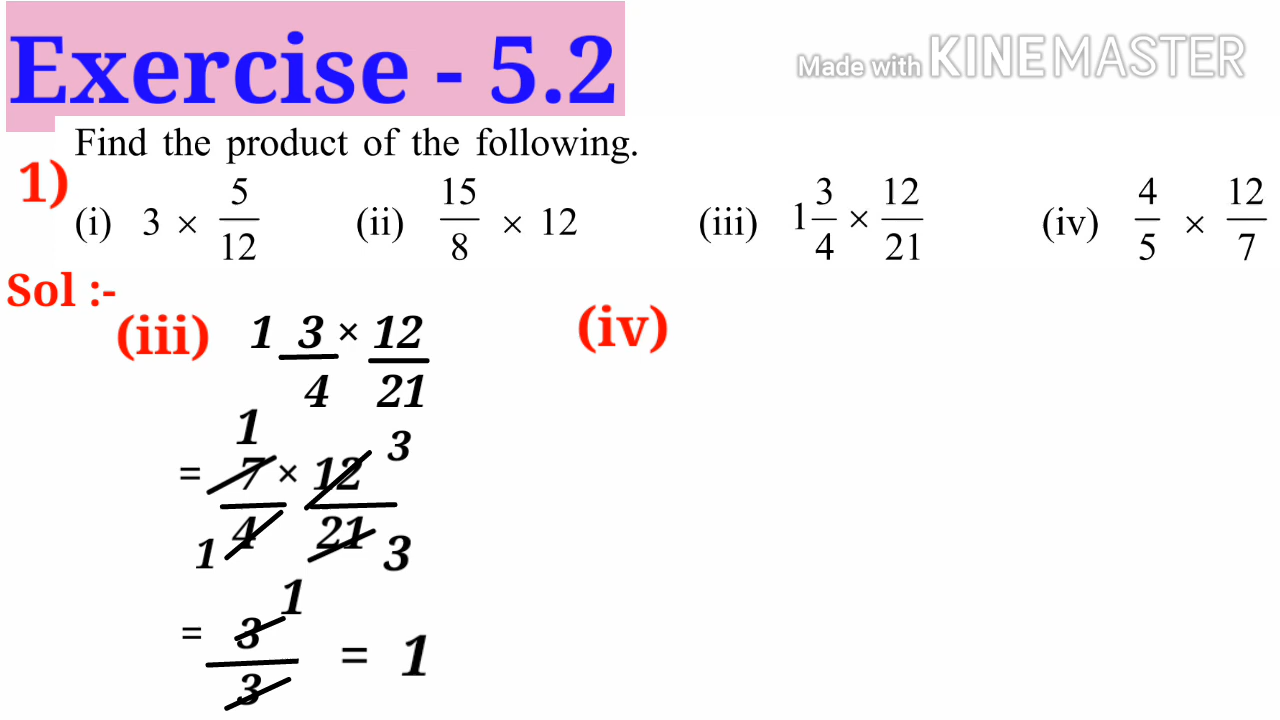 Exercise - 5.2
Made with KINEMASTER
Find the product of the following.
1)
(i) 3 × 5/12 (ii) 15/8 × 12 (iii) 1 3/4 × 12/21 (iv) 4/5 × 12/7
Sol :-
(iii) 1 3/4 × 12/21 (iv)
1 3
= 7/4 × 12/21
1 3
1
= 3/3 = 1